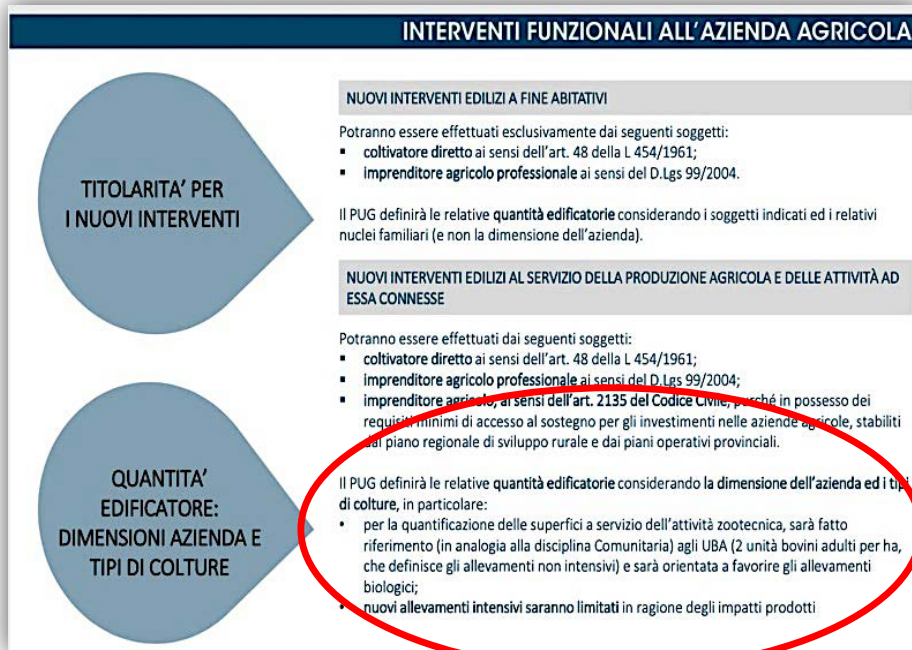 INTERVENTI FUNZIONALI ALL'AZIENDA AGRICOLA
TITOLARITA' PER
I NUOVI INTERVENTI
NUOVI INTERVENTI EDILIZI A FINE ABITATIVI
Potranno essere effettuati esclusivamente dai seguenti soggetti:
▪ coltivatore diretto ai sensi dell'art. 48 della L 454/1961;
▪ imprenditore agricolo professionale ai sensi del D.Lgs 99/2004.
Il PUG definirà le relative quantità edificatorie considerando i soggetti indicati ed i relativi
nuclei familiari (e non la dimensione dell'azienda).
NUOVI INTERVENTI EDILIZI AL SERVIZIO DELLA PRODUZIONE AGRICOLA E DELLE ATTIVITÀ AD
ESSA CONNESSE
Potranno essere effettuati dai seguenti soggetti:
▪ coltivatore diretto ai sensi dell'art. 48 della L 454/1961;
▪ imprenditore agricolo professionale ai sensi del D.Lgs 99/2004;
▪ imprenditore agricolo, ai sensi dell'art. 2135 del Codice Civile, purché in possesso dei
requisiti minimi di accesso al sostegno per gli investimenti nelle aziende agricole, stabiliti
dal piano regionale di sviluppo rurale e dai piani operativi provinciali.
QUANTITA'
EDIFICATORE:
DIMENSIONI AZIENDA E
TIPI DI COLTURE
Il PUG definirà le relative quantità edificatorie considerando la dimensione dell'azienda ed i tipi
di colture, in particolare:
• per la quantificazione delle superfici a servizio dell'attività zootecnica, sarà fatto
riferimento (in analogia alla disciplina Comunitaria) agli UBA (2 unità bovini adulti per ha,
che definisce gli allevamenti non intensivi) e sarà orientata a favorire gli allevamenti
biologici;
• nuovi allevamenti intensivi saranno limitati in ragione degli impatti prodotti